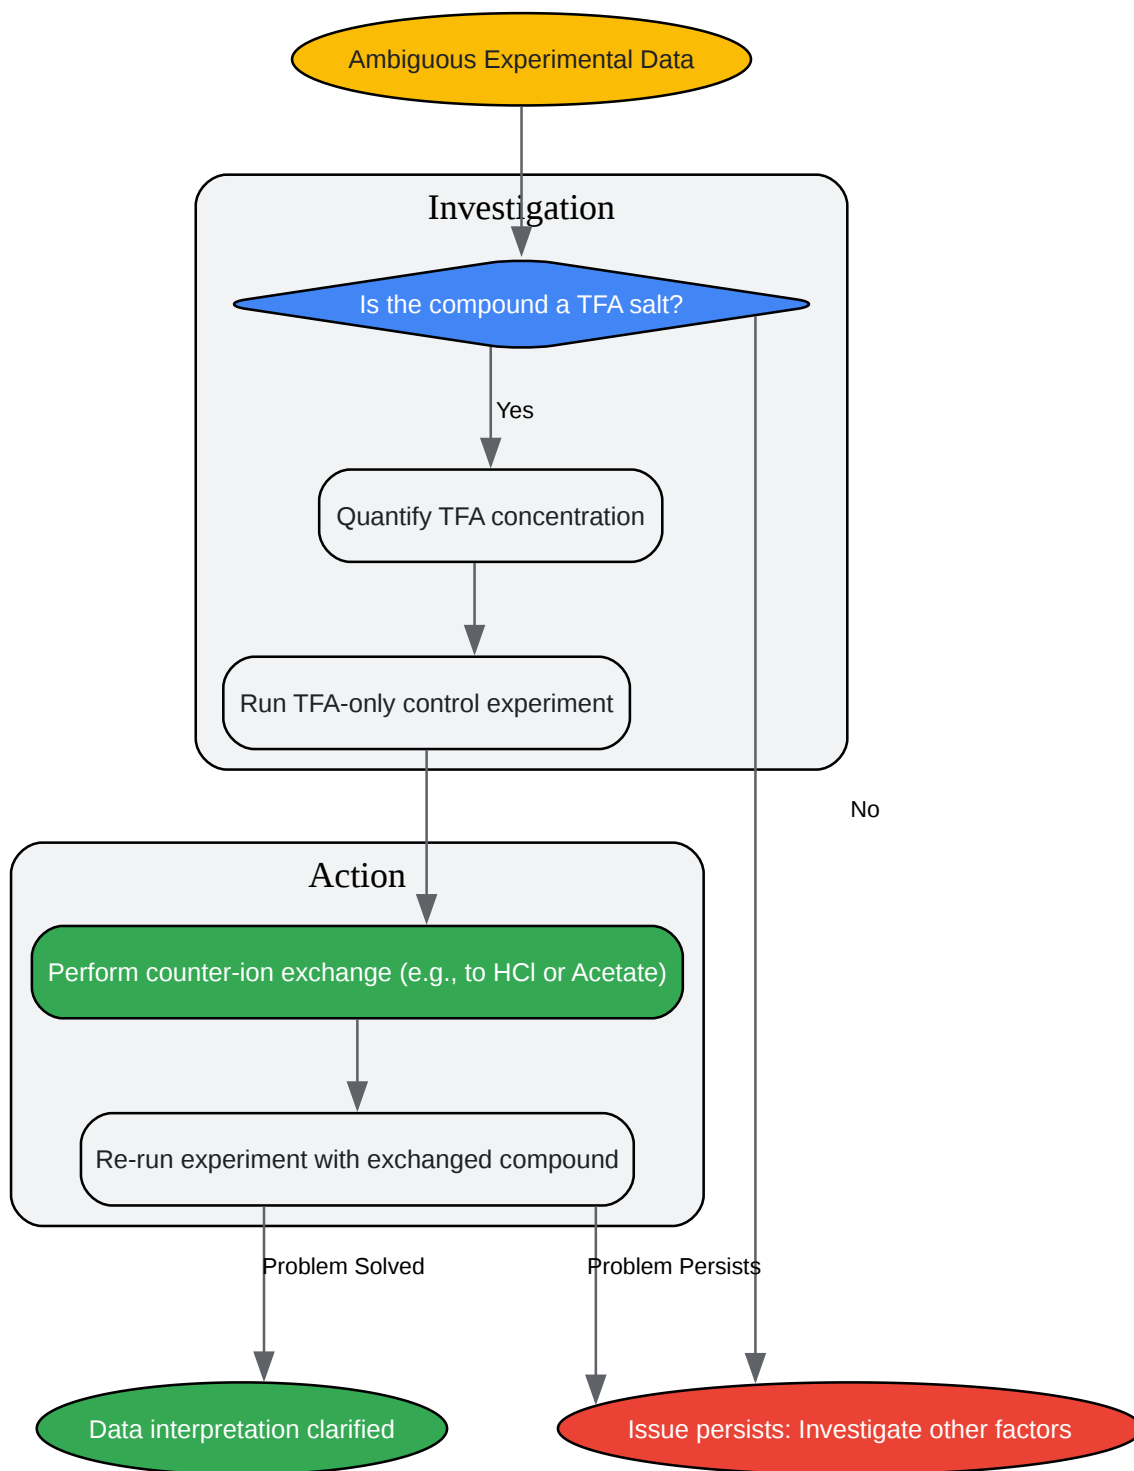 Ambiguous Experimental Data
Investigation
Is the compound a TFA salt?
Yes
Quantify TFA concentration
Run TFA-only control experiment
No
Action
Perform counter-ion exchange (e.g., to HCl or Acetate)
Re-run experiment with exchanged compound
Problem Solved
Problem Persists
Data interpretation clarified
Issue persists: Investigate other factors